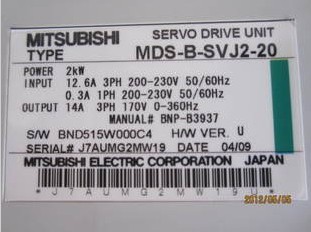 MITSUBISHI SERVO DRIVE UNIT
TYPE MDS-B-SVJ2-20
POWER 2kW
INPUT 12.6A 3PH 200-230V 50/60Hz
0.3A 1PH 200-230V 50/60Hz
OUTPUT 14A 3PH 170V 0-360Hz
MANUAL# BNP-B3937
S/W BND515W000C4 H/W VER. U
SERIAL# J7AUMG2MW19 DATE 04/09
MITSUBISHI ELECTRIC CORPORATION JAPAN
*J7AUMG2MW19U*
2012/05/05